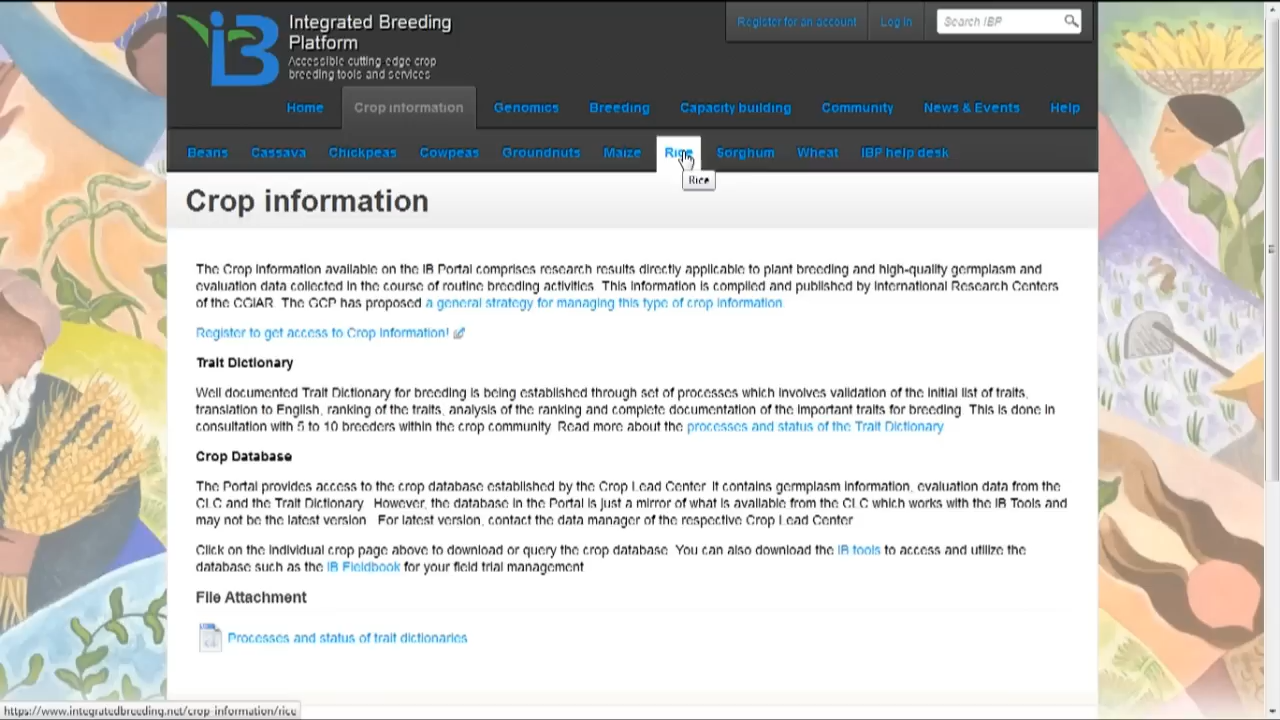 Integrated Breeding
Platform
Accessible cutting edge crop
breeding tools and services
Register for an account
Log in
Search IBP
Home
Crop information
Genomics
Breeding
Capacity building
Community
News & Events
Help
Beans
Cassava
Chickpeas
Cowpeas
Groundnuts
Maize
Rice
Sorghum
Wheat
IBP help desk
Rice
Crop information
The Crop Information available on the IB Portal comprises research results directly applicable to plant breeding and high-quality germplasm and
evaluation data collected in the course of routine breeding activities. This information is compiled and published by International Research Centers
of the CGIAR. The GCP has proposed a general strategy for managing this type of crop information.
Register to get access to Crop Information!
Trait Dictionary
Well documented Trait Dictionary for breeding is being established through set of processes which involves validation of the initial list of traits,
translation to English, ranking of the traits, analysis of the ranking and complete documentation of the important traits for breeding. This is done in
consultation with 5 to 10 breeders within the crop community. Read more about the processes and status of the Trait Dictionary.
Crop Database
The Portal provides access to the crop database established by the Crop Lead Center. It contains germplasm information, evaluation data from the
CLC and the Trait Dictionary. However, the database in the Portal is just a mirror of what is available from the CLC which works with the IB Tools and
may not be the latest version. For latest version, contact the data manager of the respective Crop Lead Center.
Click on the individual crop page above to download or query the crop database. You can also download the IB tools to access and utilize the
database such as the IB Fieldbook for your field trial management.
File Attachment
Processes and status of trait dictionaries
https://www.integratedbreeding.net/crop-information/rice